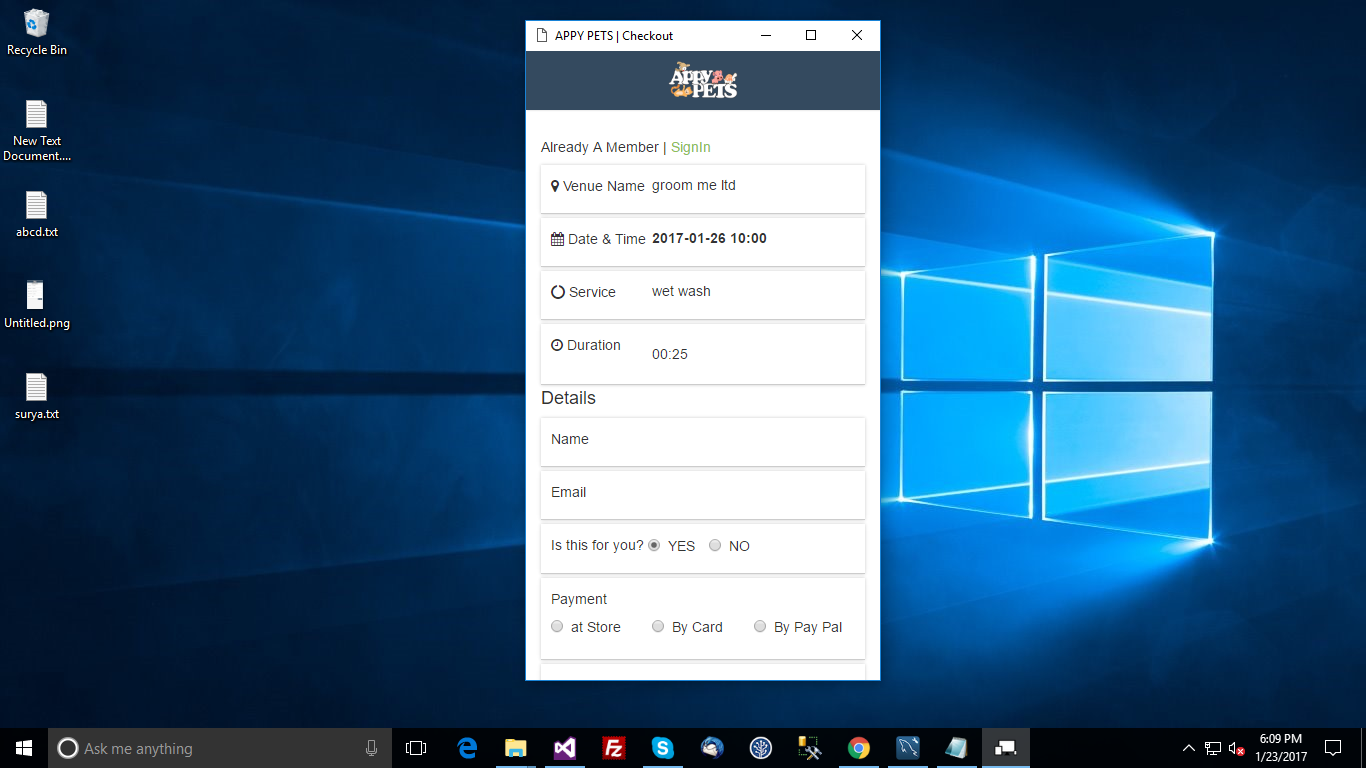 Recycle Bin
New Text
Document....
abcd.txt
Untitled.png
surya.txt
APPY PETS | Checkout
APPY
PETS
Already A Member | SignIn
Venue Name groom me ltd
Date & Time 2017-01-26 10:00
Service wet wash
Duration 00:25
Details
Name
Email
Is this for you? YES NO
Payment
at Store By Card By Pay Pal
Ask me anything
6:09 PM
1/23/2017